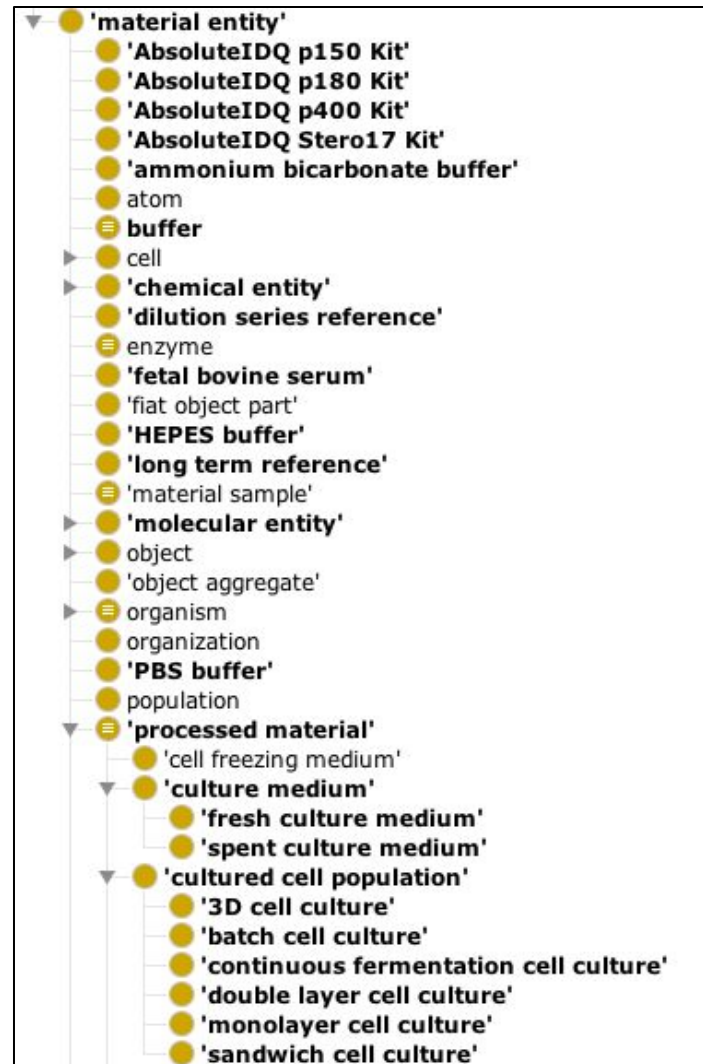 'material entity'
'AbsoluteIDQ p150 Kit'
'AbsoluteIDQ p180 Kit'
'AbsoluteIDQ p400 Kit'
'AbsoluteIDQ Stero17 Kit'
'ammonium bicarbonate buffer'
atom
buffer
cell
'chemical entity'
'dilution series reference'
enzyme
'fetal bovine serum'
'fiat object part'
'HEPES buffer'
'long term reference'
'material sample'
'molecular entity'
object
'object aggregate'
organism
organization
'PBS buffer'
population
'processed material'
'cell freezing medium'
'culture medium'
'fresh culture medium'
'spent culture medium'
'cultured cell population'
'3D cell culture'
'batch cell culture'
'continuous fermentation cell culture'
'double layer cell culture'
'monolayer cell culture'
'sandwich cell culture'